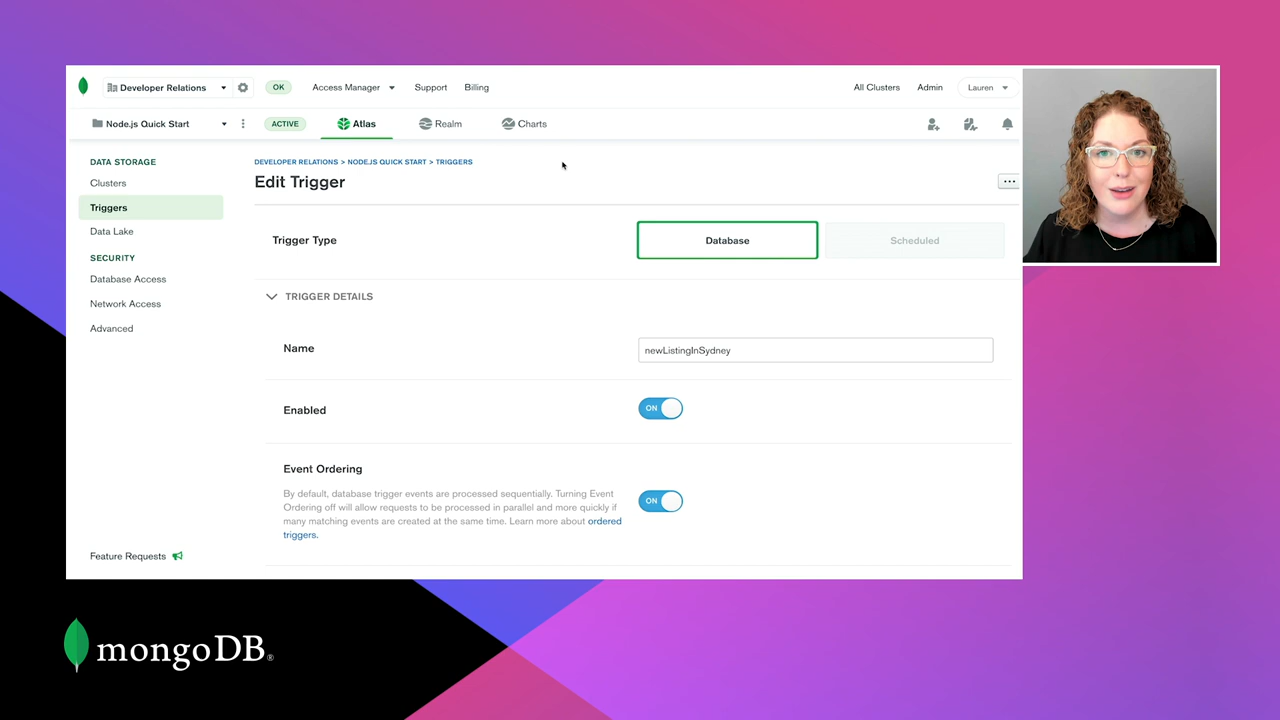 Developer Relations
OK
Access Manager
Support
Billing
All Clusters
Admin
Lauren
Node.js Quick Start
ACTIVE
Atlas
Realm
Charts
DATA STORAGE
Clusters
Triggers
Data Lake
SECURITY
Database Access
Network Access
Advanced
Feature Requests
DEVELOPER RELATIONS > NODE.JS QUICK START > TRIGGERS
Edit Trigger
Trigger Type
Database
Scheduled
TRIGGER DETAILS
Name
newListingInSydney
Enabled
ON
Event Ordering
By default, database trigger events are processed sequentially. Turning Event
Ordering off will allow requests to be processed in parallel and more quickly if
many matching events are created at the same time. Learn more about ordered
triggers.
ON
mongoDB®